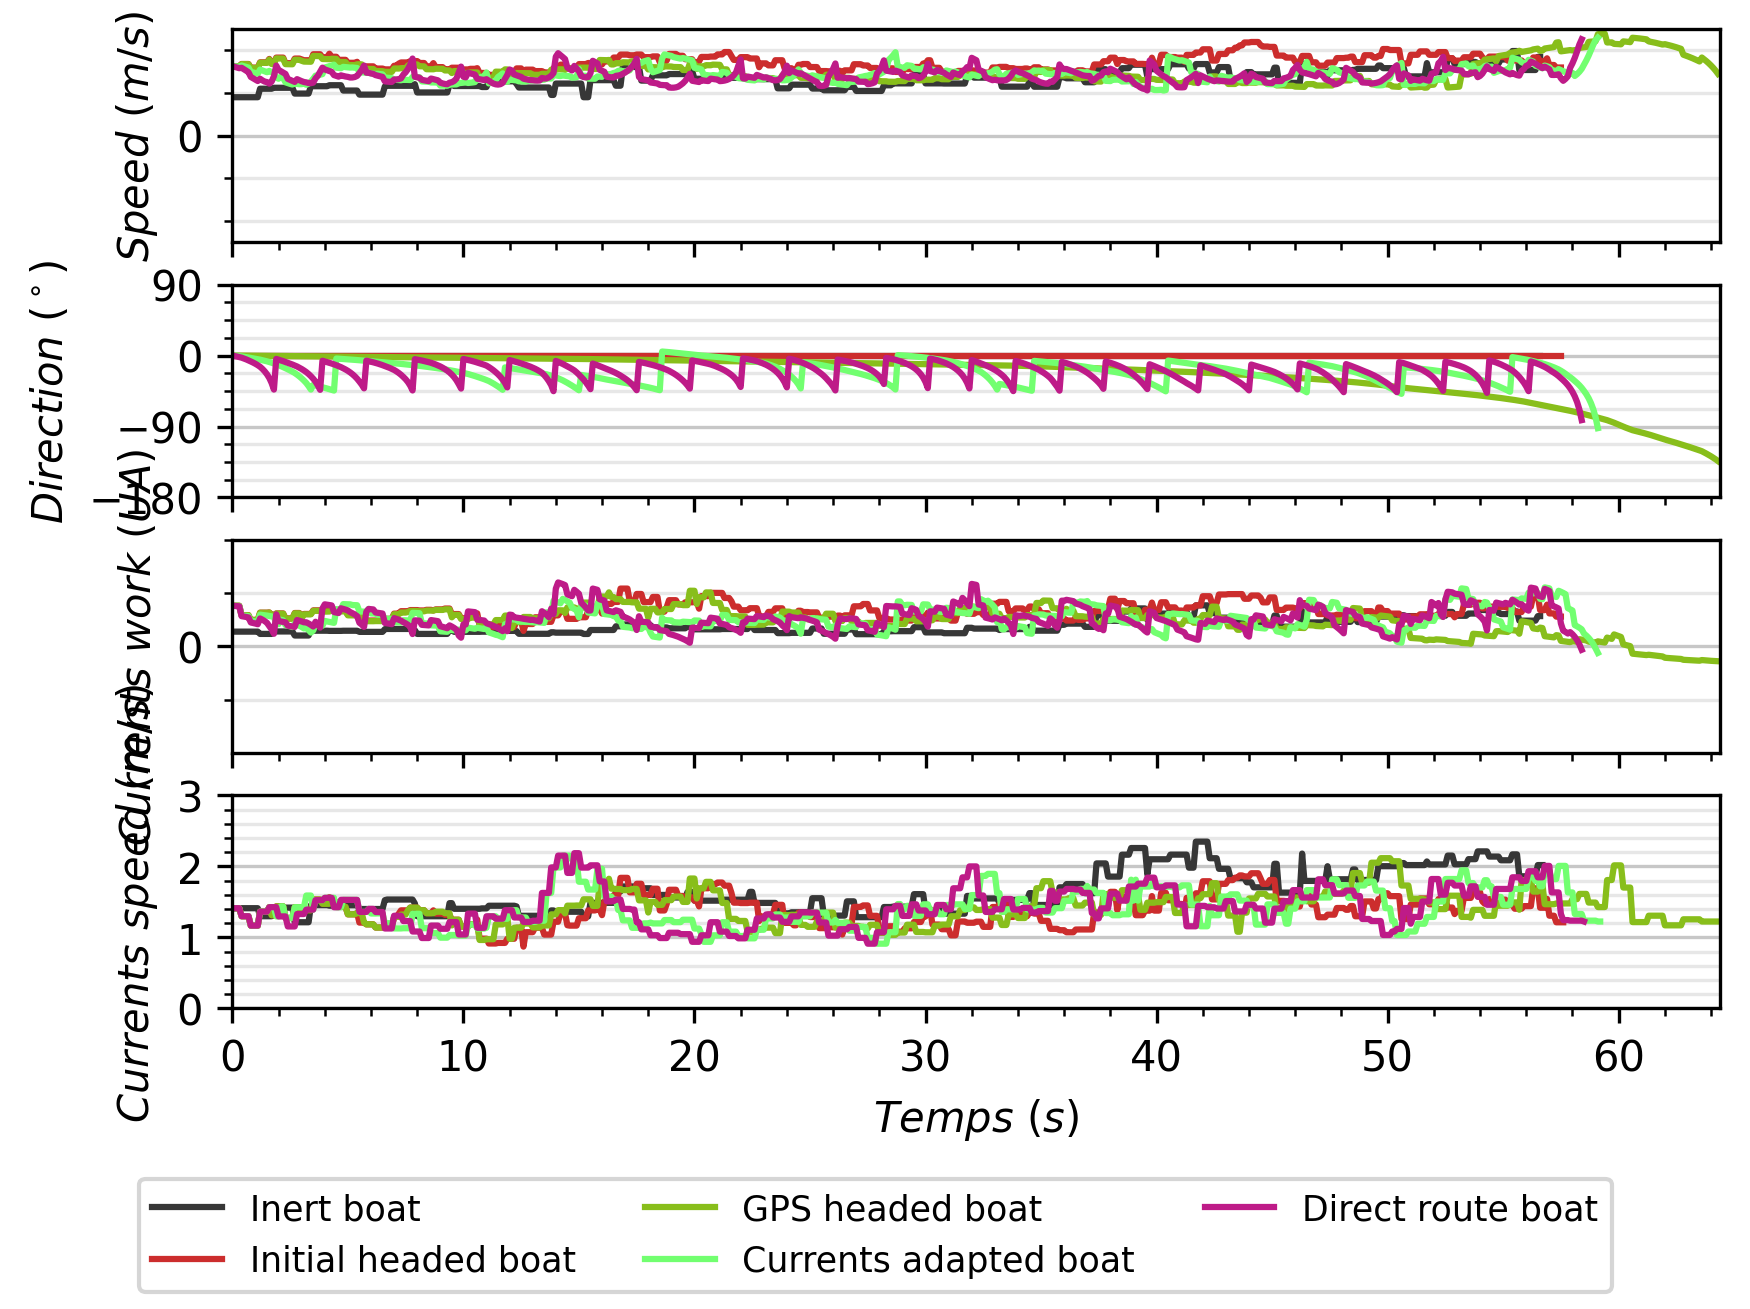 Speed (m/s)
0
Direction (°)
90
0
−90
−180
Currents work (UA)
0
Currents speed (m/s)
3
2
1
0
0 10 20 30 40 50 60
Temps (s)
Inert boat GPS headed boat Direct route boat
Initial headed boat Currents adapted boat